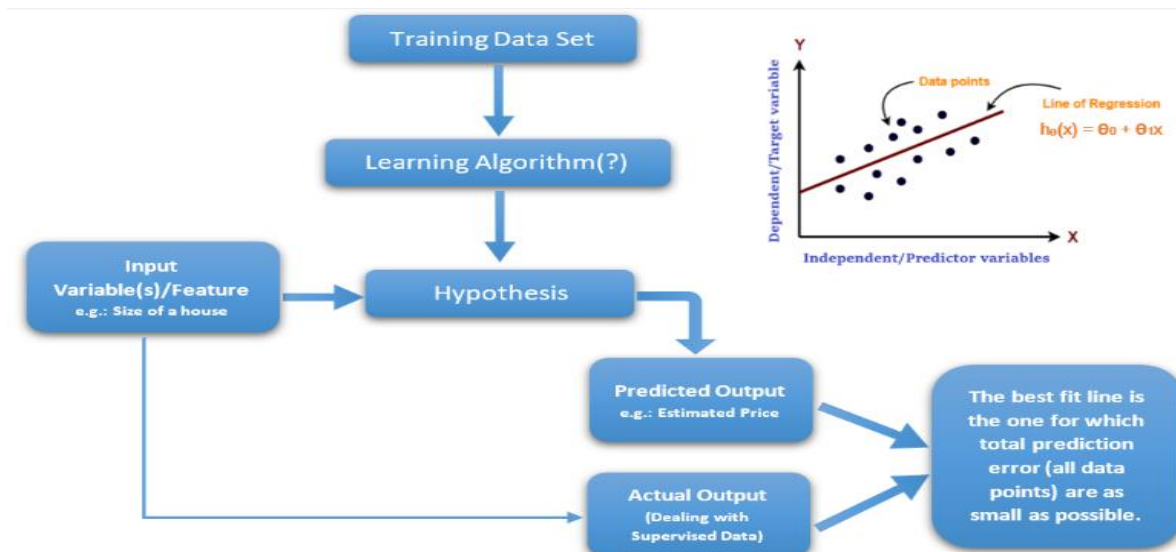 Training Data Set
Learning Algorithm(?)
Input
Variable(s)/Feature
e.g.: Size of a house
Hypothesis
Predicted Output
e.g.: Estimated Price
Actual Output
(Dealing with
Supervised Data)
The best fit line is
the one for which
total prediction
error (all data
points) are as
small as possible.
Y
Data points
Line of Regression
hθ(x) = θ0 + θ1x
Dependent/Target variable
X
Independent/Predictor variables